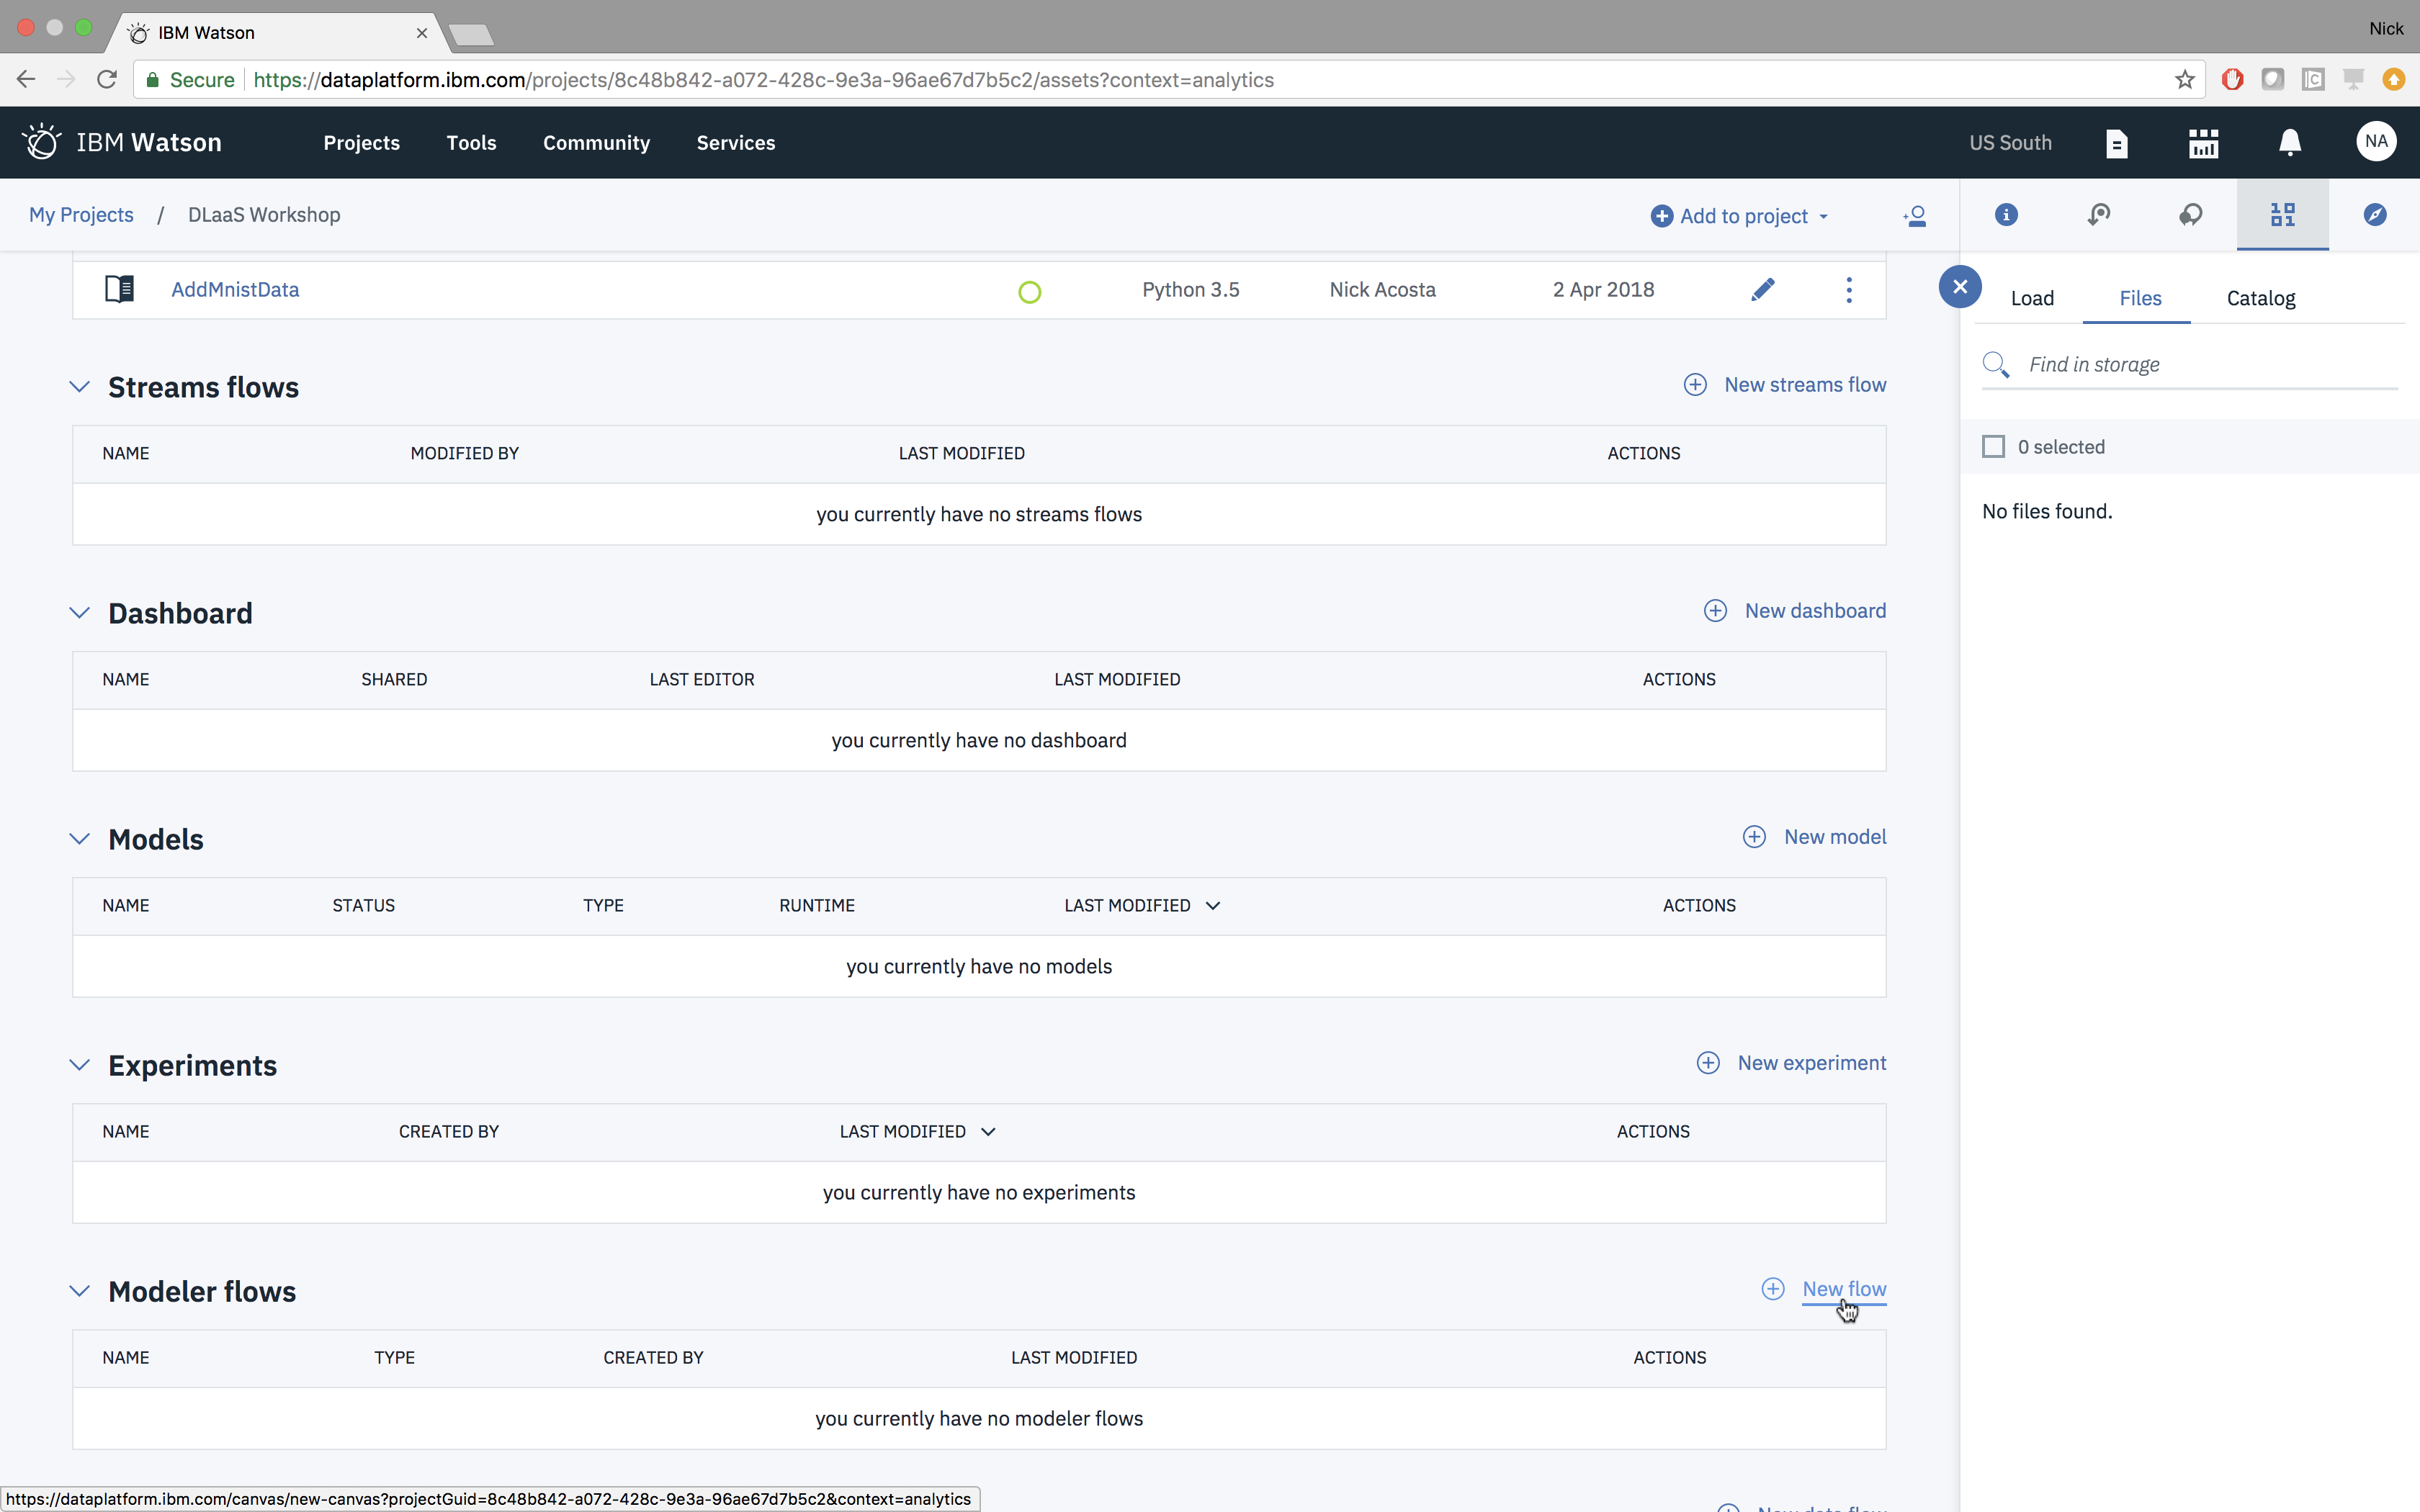 IBM Watson
Nick
Secure https://dataplatform.ibm.com/projects/8c48b842-a072-428c-9e3a-96ae67d7b5c2/assets?context=analytics
IBM Watson Projects Tools Community Services US South NA
My Projects / DLaaS Workshop Add to project
AddMnistData Python 3.5 Nick Acosta 2 Apr 2018
Load Files Catalog
Find in storage
0 selected
No files found.
Streams flows New streams flow
NAME MODIFIED BY LAST MODIFIED ACTIONS
you currently have no streams flows
Dashboard New dashboard
NAME SHARED LAST EDITOR LAST MODIFIED ACTIONS
you currently have no dashboard
Models New model
NAME STATUS TYPE RUNTIME LAST MODIFIED ACTIONS
you currently have no models
Experiments New experiment
NAME CREATED BY LAST MODIFIED ACTIONS
you currently have no experiments
Modeler flows New flow
NAME TYPE CREATED BY LAST MODIFIED ACTIONS
you currently have no modeler flows
New data flow
https://dataplatform.ibm.com/canvas/new-canvas?projectGuid=8c48b842-a072-428c-9e3a-96ae67d7b5c2&context=analytics